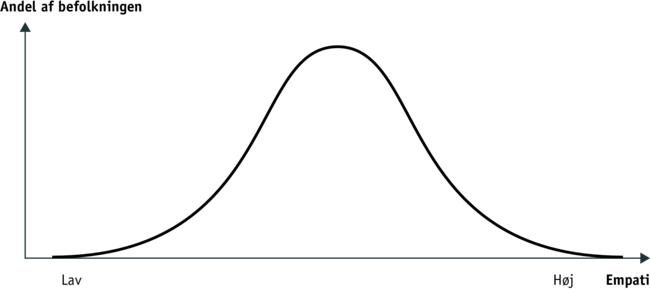 Andel af befolkningen
Lav
Høj
Empati